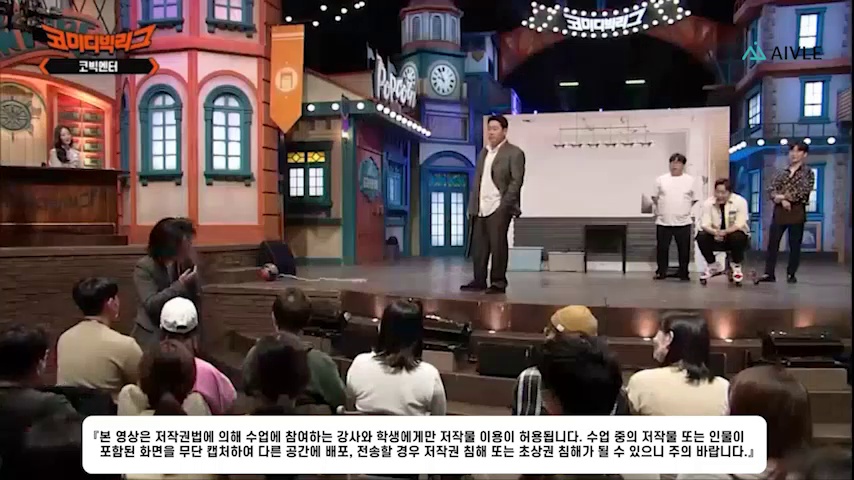 코미디빅리그
코빅엔터
코미디빅리그
AIVLE
POPCORN
『본 영상은 저작권법에 의해 수업에 참여하는 강사와 학생에게만 저작물 이용이 허용됩니다. 수업 중의 저작물 또는 인물이
포함된 화면을 무단 캡처하여 다른 공간에 배포, 전송할 경우 저작권 침해 또는 초상권 침해가 될 수 있으니 주의 바랍니다.』